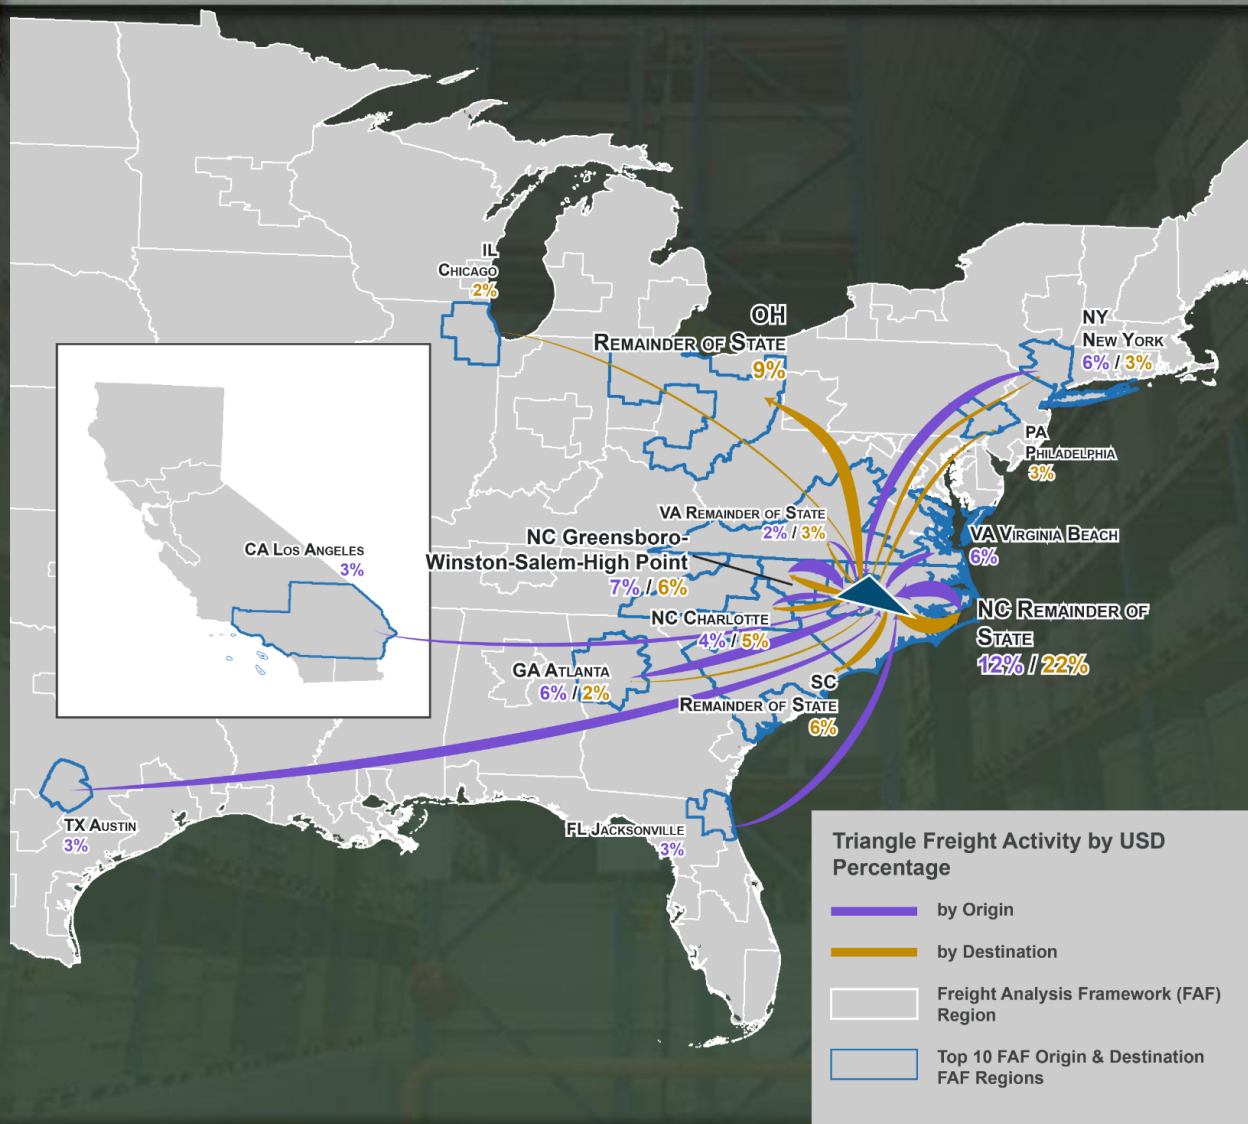 IL
Chicago
2%
OH
Remainder of State
9%
NY
New York
6% / 3%
PA
Philadelphia
3%
VA Remainder of State
2% / 3%
VA Virginia Beach
6%
NC Greensboro-
Winston-Salem-High Point
7% / 6%
CA Los Angeles
3%
NC Charlotte
4% / 5%
NC Remainder of
State
12% / 22%
GA Atlanta
6% / 2%
SC
Remainder of State
6%
TX Austin
3%
FL Jacksonville
3%
Triangle Freight Activity by USD
Percentage
by Origin
by Destination
Freight Analysis Framework (FAF)
Region
Top 10 FAF Origin & Destination
FAF Regions